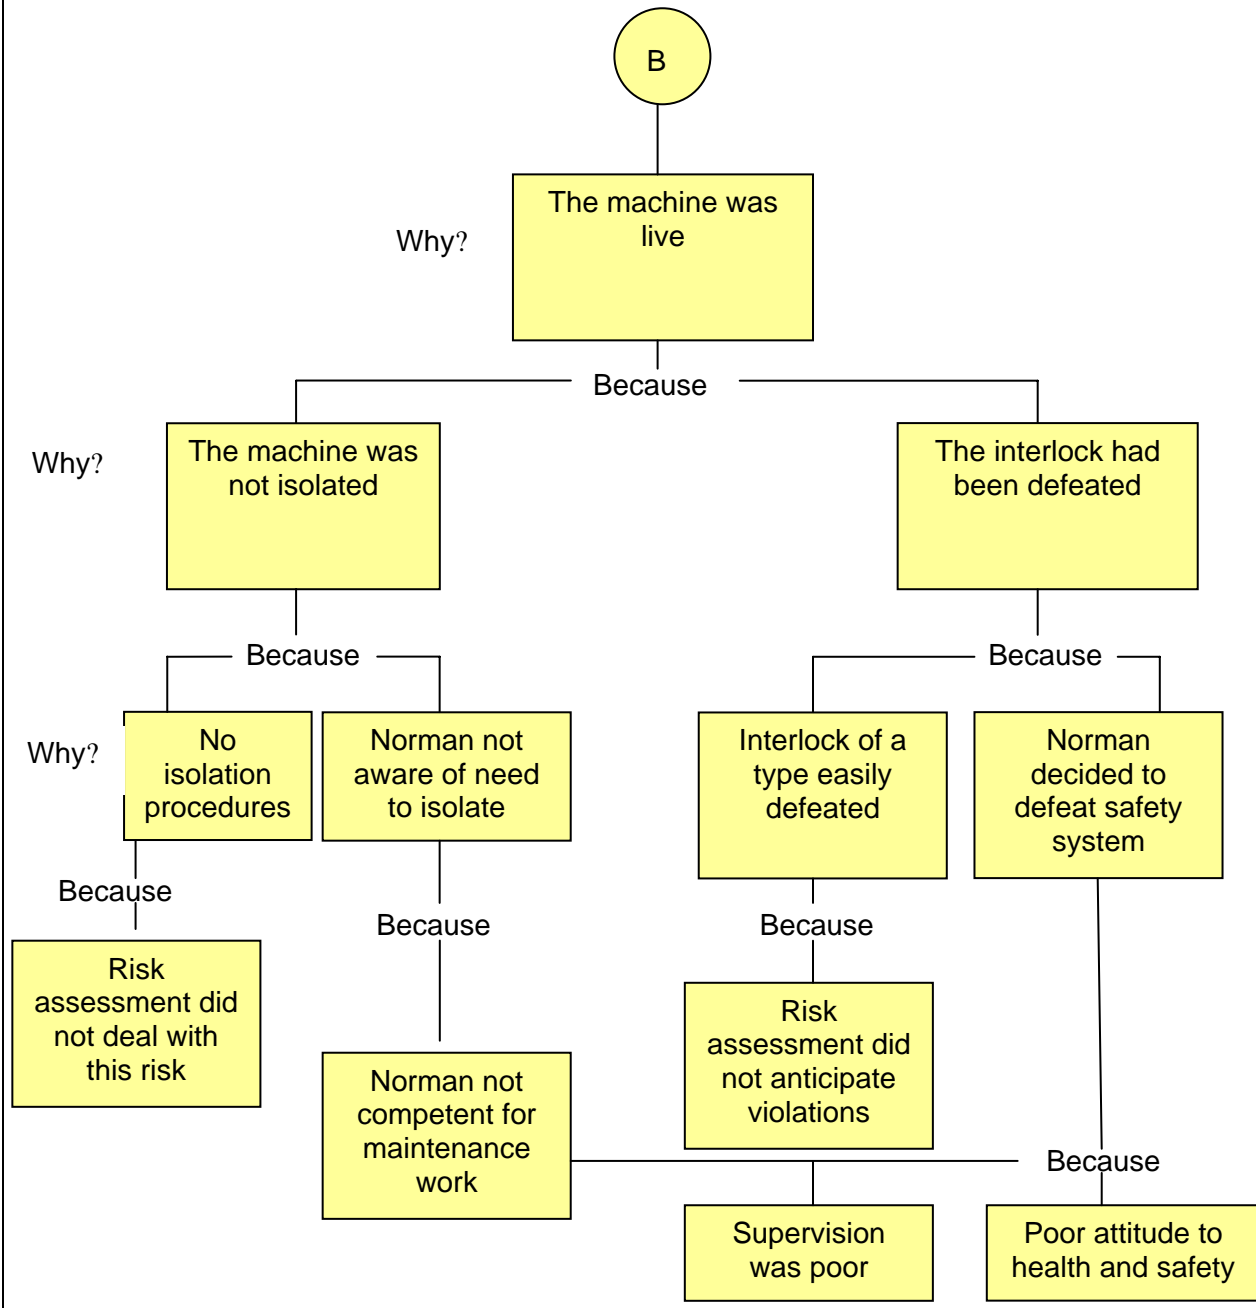 B
The machine was
live
Why?
Because
Why?
The machine was
not isolated
The interlock had
been defeated
Because
Because
Why?
No
isolation
procedures
Norman not
aware of need
to isolate
Interlock of a
type easily
defeated
Norman
decided to
defeat safety
system
Because
Because
Because
Risk
assessment did
not deal with
this risk
Norman not
competent for
maintenance
work
Risk
assessment did
not anticipate
violations
Because
Supervision
was poor
Poor attitude to
health and safety